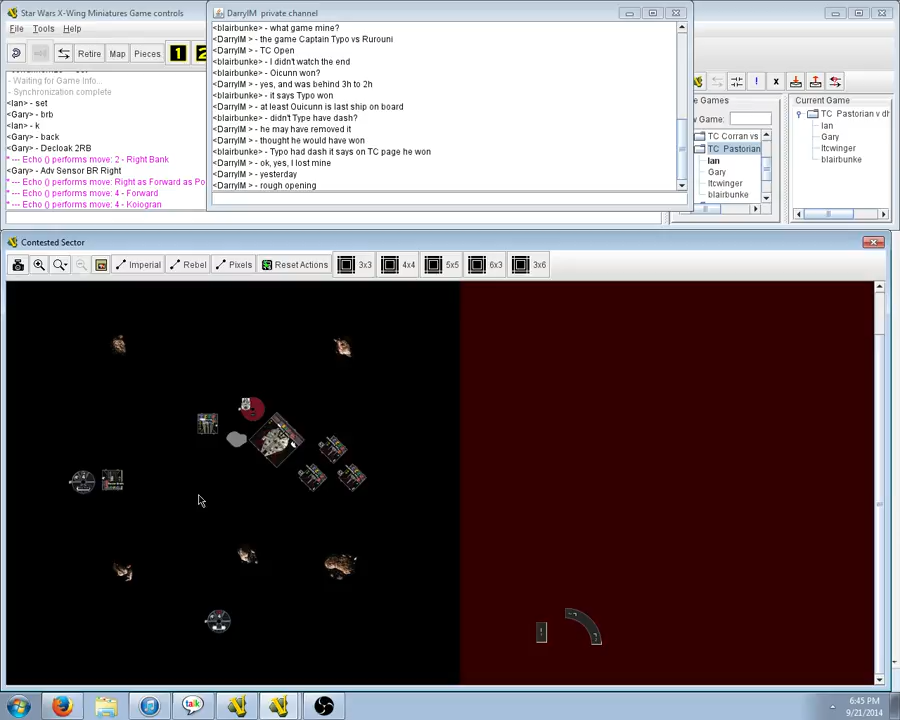 Star Wars X-Wing Miniatures Game controls
File Tools Help
Retire Map Pieces 1 2
- Waiting for Game Info...
- Synchronization complete
<Ian> - set
<Gary> - brb
<Ian> - k
<Gary> - back
<Gary> - Decloak 2RB
* --- Echo () performs move: 2 - Right Bank
<Gary> - Adv Sensor BR Right
* --- Echo () performs move: Right as Forward as Po
* --- Echo () performs move: 4 - Forward
* --- Echo () performs move: 4 - Koiogran
DarrylM private channel
<blairbunke> - what game mine?
<DarrylM > - the game Captain Typo vs Rurouni
<DarrylM > - TC Open
<blairbunke> - I didn't watch the end
<blairbunke> - Oicunn won?
<DarrylM > - yes, and was behind 3h to 2h
<blairbunke> - it says Typo won
<DarrylM > - at least Ouicunn is last ship on board
<blairbunke> - didn't Type have dash?
<DarrylM > - he may have removed it
<DarrylM > - thought he would have won
<blairbunke> - Typo had dash it says on TC page he won
<DarrylM > - ok, yes, I lost mine
<DarrylM > - yesterday
<DarrylM > - rough opening
e Games
Game:
TC Corran vs
TC Pastorian
Ian
Gary
ltcwinger
blairbunke
Current Game
TC Pastorian v dh
Ian
Gary
ltcwinger
blairbunke
Contested Sector
Imperial Rebel Pixels Reset Actions 3x3 4x4 5x5 6x3 3x6
talk
6:45 PM
9/21/2014